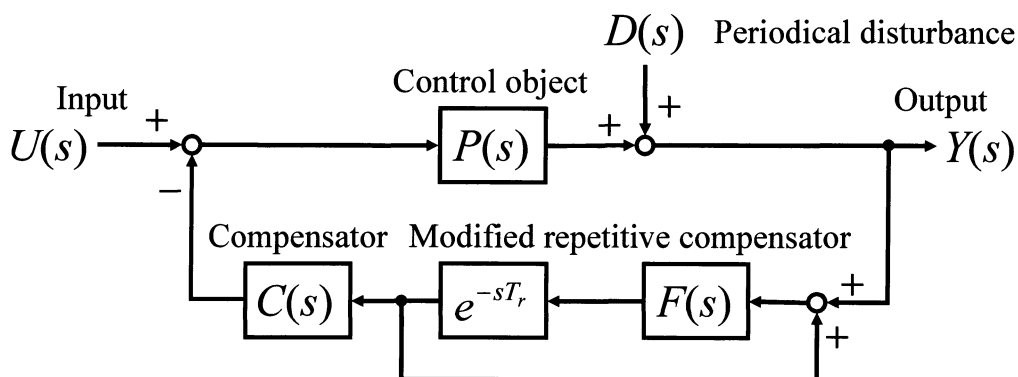 D(s) Periodical disturbance
Control object
Input
Output
U(s)
+
−
P(s)
+
+
Y(s)
Compensator
Modified repetitive compensator
C(s)
e^{-sT_r}
F(s)
+
+